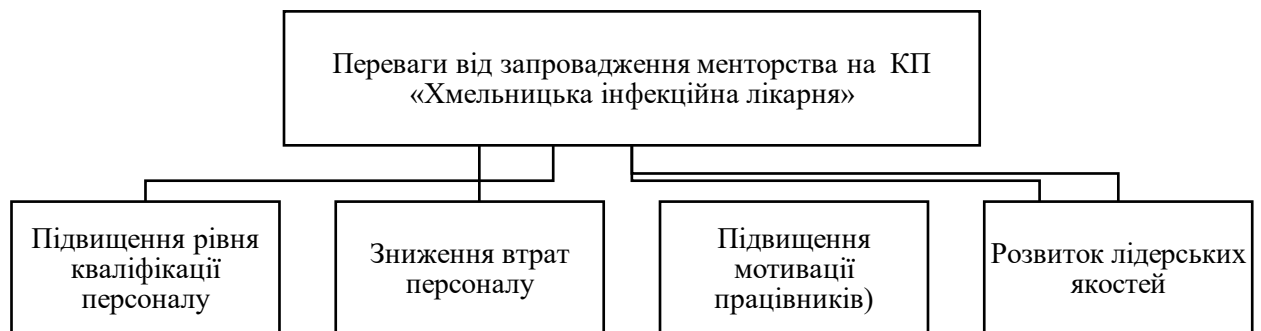 Переваги від запровадження менторства на КП
«Хмельницька інфекційна лікарня»
Підвищення рівня
кваліфікації
персоналу
Зниження втрат
персоналу
Підвищення
мотивації
працівників)
Розвиток лідерських
якостей